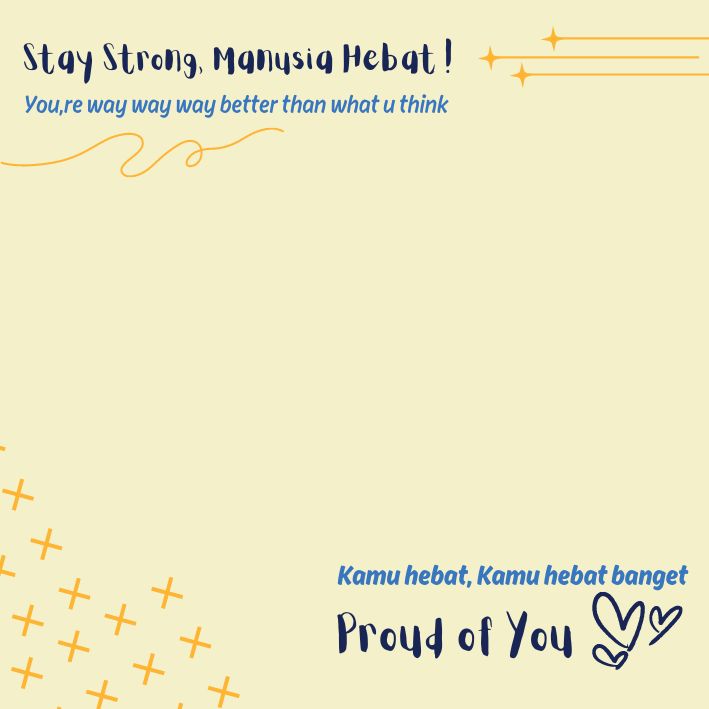 Stay Strong, Manusia Hebat !
You,re way way way better than what u think
Kamu hebat, Kamu hebat banget
Proud of You